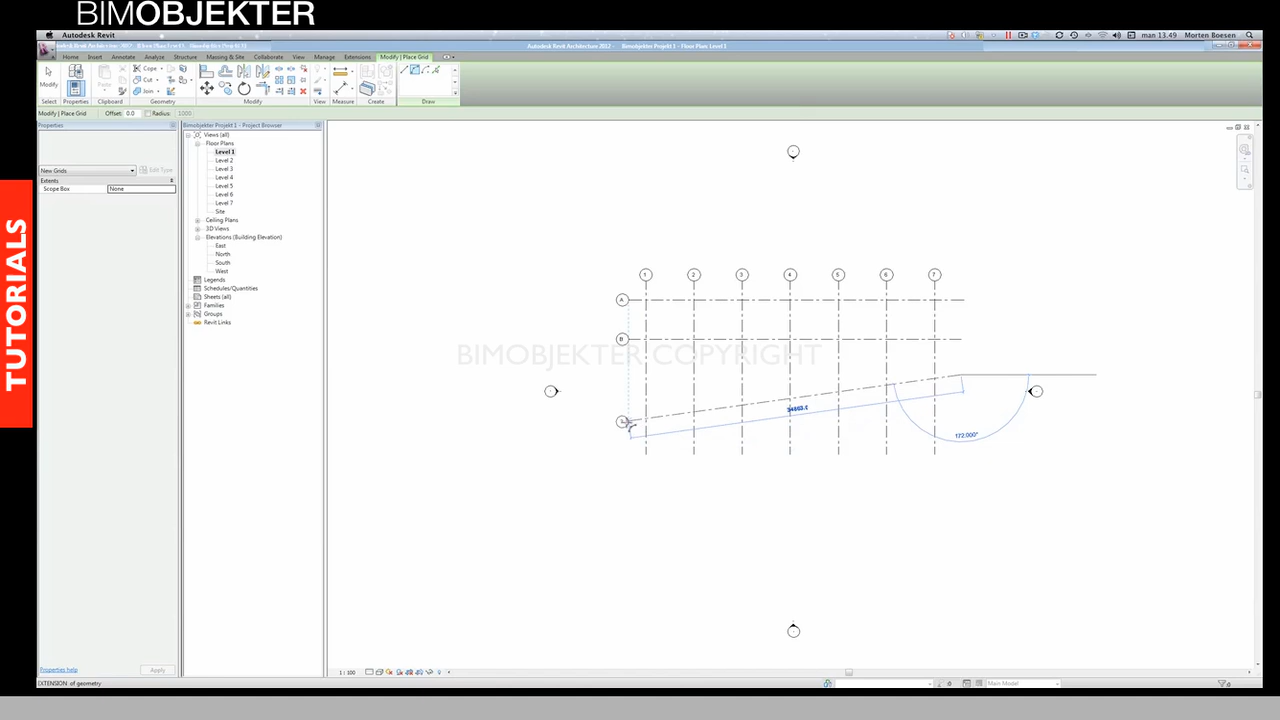 BIMOBJEKTER
TUTORIALS
Autodesk Revit
man 13.49 Morten Boesen
Autodesk Revit Architecture 2012 - Bimobjekter Projekt 1 - Floor Plan: Level 1
Home Insert Annotate Analyze Structure Massing & Site Collaborate View Manage Extensions Modify | Place Grid
Modify Paste Cope Cut Join
Select Properties Clipboard Geometry Modify View Measure Create Draw
Modify | Place Grid Offset: 0.0 Radius: 1000
Properties
Bimobjekter Projekt 1 - Project Browser
New Grids Edit Type
Extents
Scope Box None
Views (all)
Floor Plans
Level 1
Level 2
Level 3
Level 4
Level 5
Level 6
Level 7
Site
Ceiling Plans
3D Views
Elevations (Building Elevation)
East
North
South
West
Legends
Schedules/Quantities
Sheets (all)
Families
Groups
Revit Links
1 2 3 4 5 6 7
A
B
BIMOBJEKTER COPYRIGHT
172.000°
Properties help Apply
1 : 100
EXTENSION of geometry
:0 Main Model :0